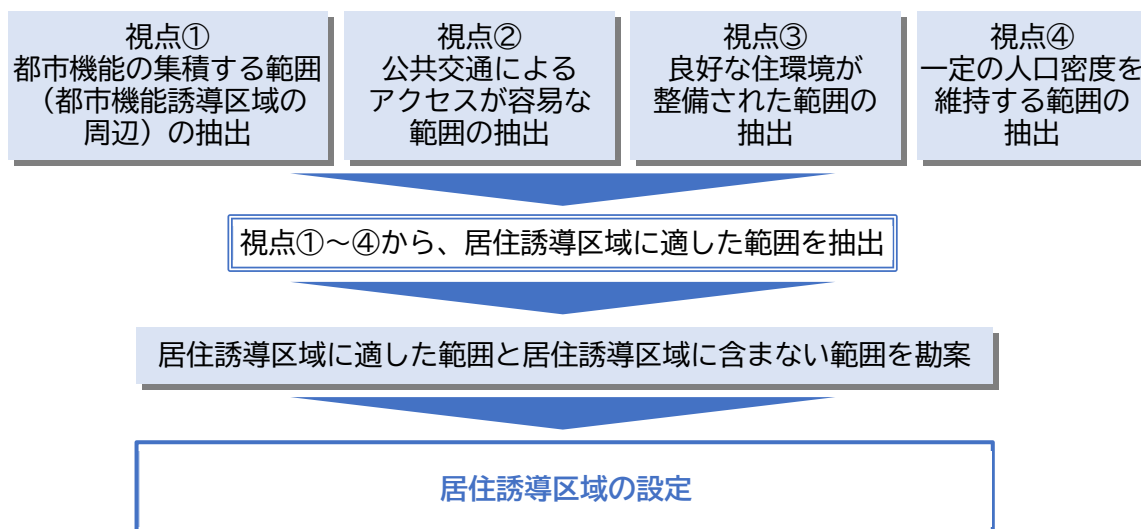 視点①
都市機能の集積する範囲
（都市機能誘導区域の
周辺）の抽出
視点②
公共交通による
アクセスが容易な
範囲の抽出
視点③
良好な住環境が
整備された範囲の
抽出
視点④
一定の人口密度を
維持する範囲の
抽出
視点①～④から、居住誘導区域に適した範囲を抽出
居住誘導区域に適した範囲と居住誘導区域に含まない範囲を勘案
居住誘導区域の設定